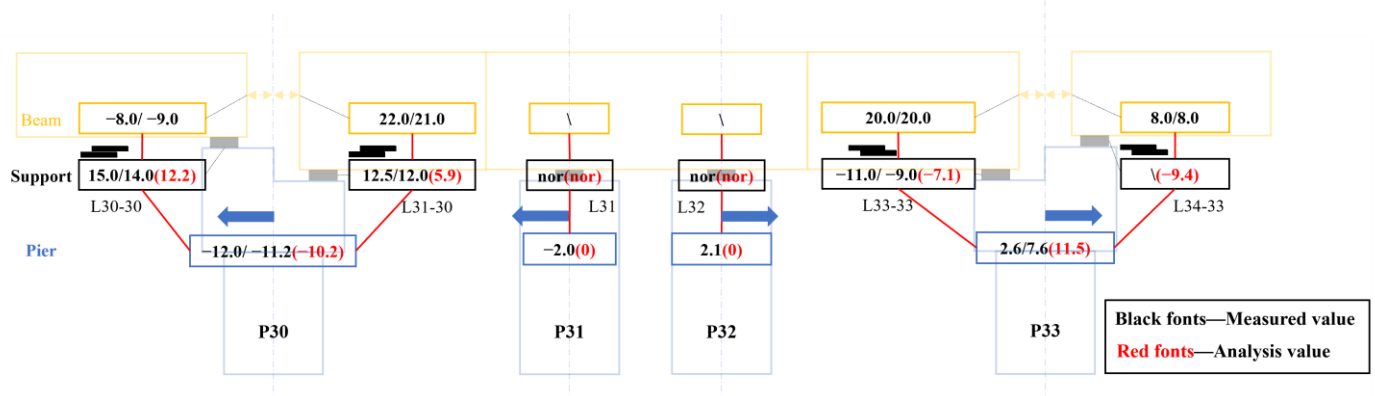 Beam
−8.0/ −9.0
22.0/21.0
\
\
20.0/20.0
8.0/8.0
Support
15.0/14.0(12.2)
12.5/12.0(5.9)
nor(nor)
nor(nor)
−11.0/ −9.0(−7.1)
\(−9.4)
L30-30
L31-30
L31
L32
L33-33
L34-33
Pier
−12.0/ −11.2(−10.2)
−2.0(0)
2.1(0)
2.6/7.6(11.5)
P30
P31
P32
P33
Black fonts—Measured value
Red fonts—Analysis value